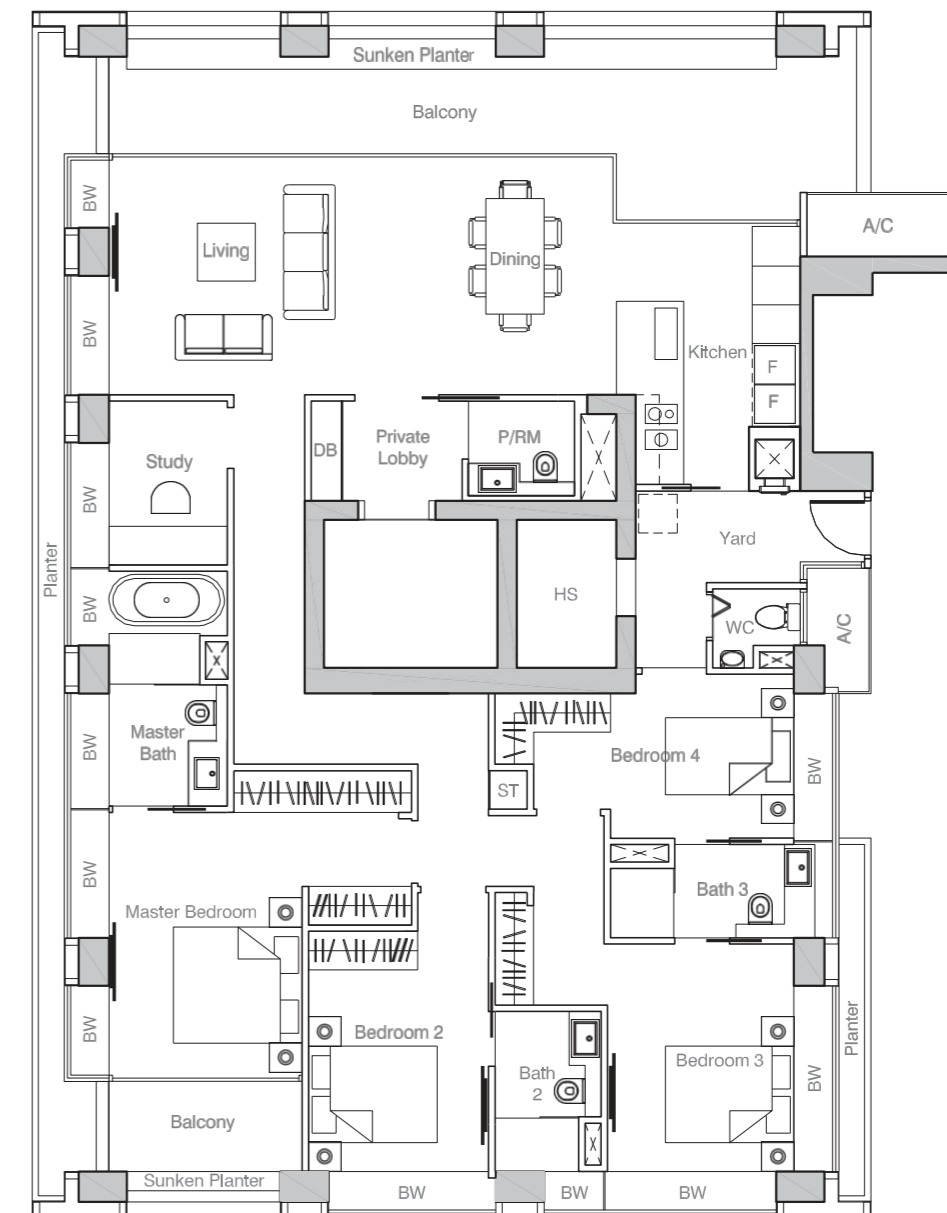 Sunken Planter
Balcony
BW
A/C
Living
Dining
BW
Kitchen
F
F
DB
Private
Lobby
P/RM
Study
BW
Planter
Yard
HS
BW
WC
A/C
Master
Bath
BW
Bedroom 4
BW
ST
BW
Bath 3
Master Bedroom
BW
Bedroom 2
Planter
Bedroom 3
Bath
2
BW
Balcony
Sunken Planter
BW
BW
BW